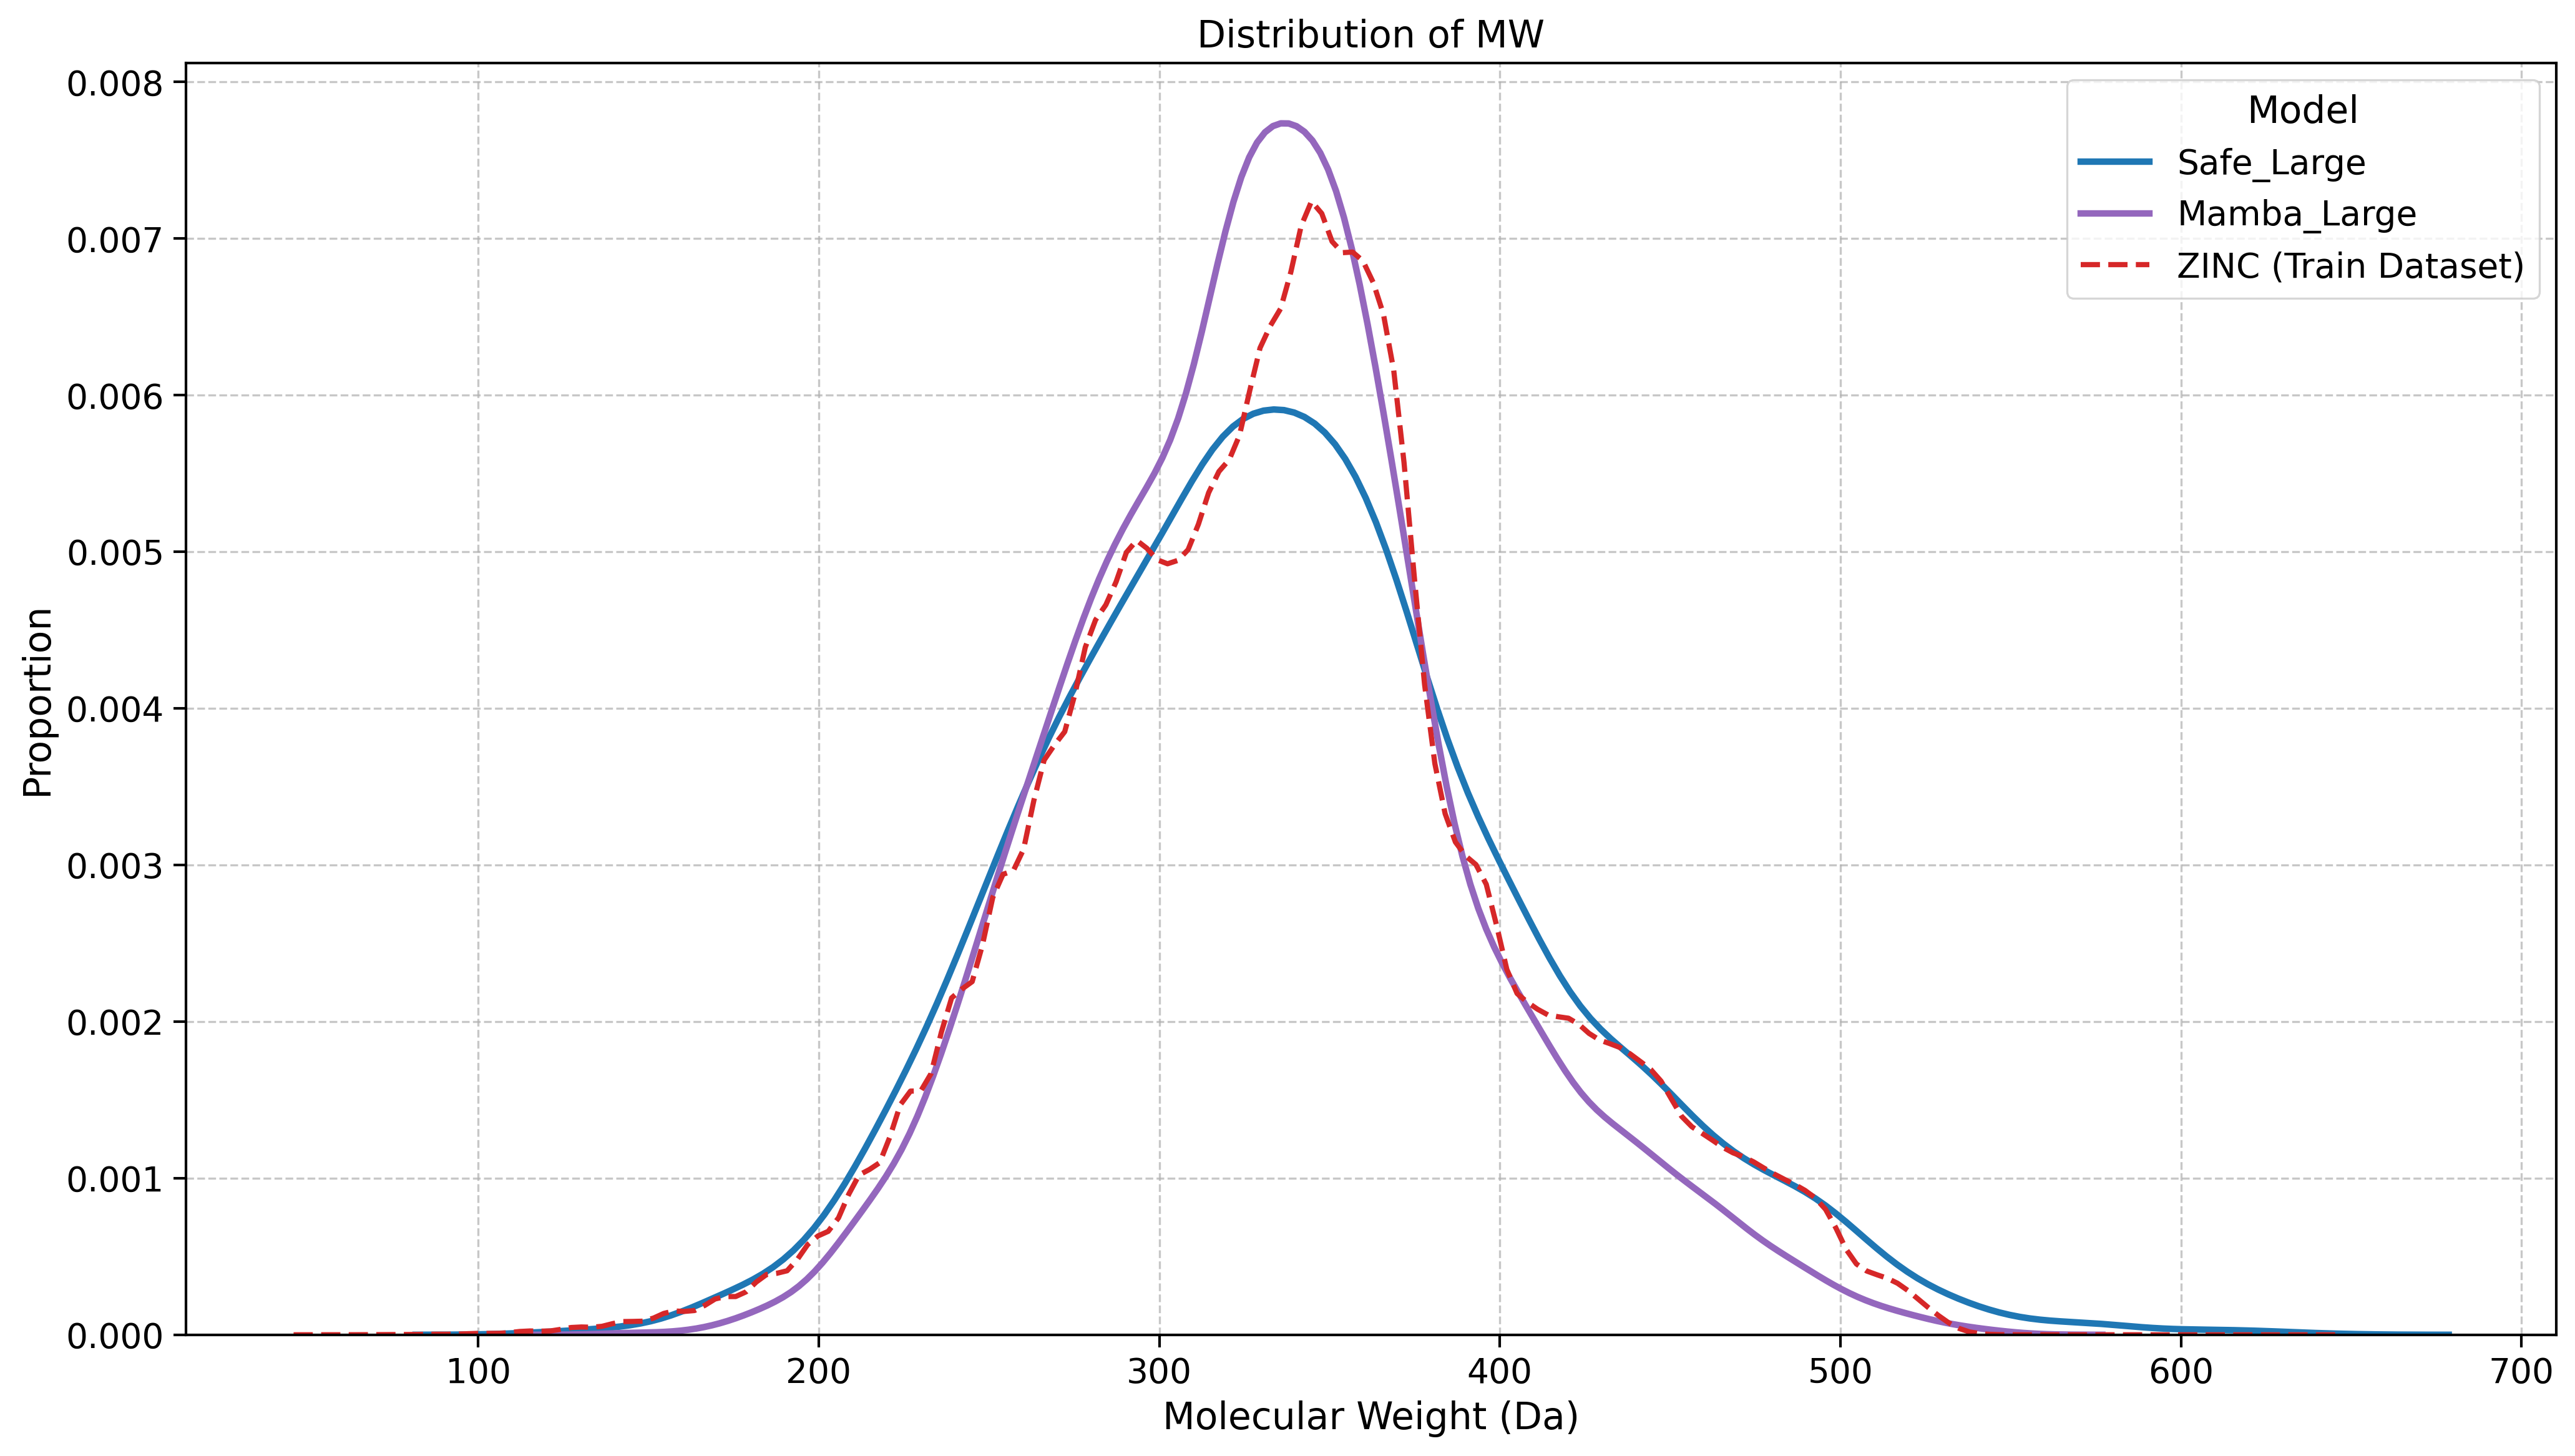 Distribution of MW
Model
Safe_Large
Mamba_Large
ZINC (Train Dataset)
Proportion
0.008
0.007
0.006
0.005
0.004
0.003
0.002
0.001
0.000
100 200 300 400 500 600 700
Molecular Weight (Da)